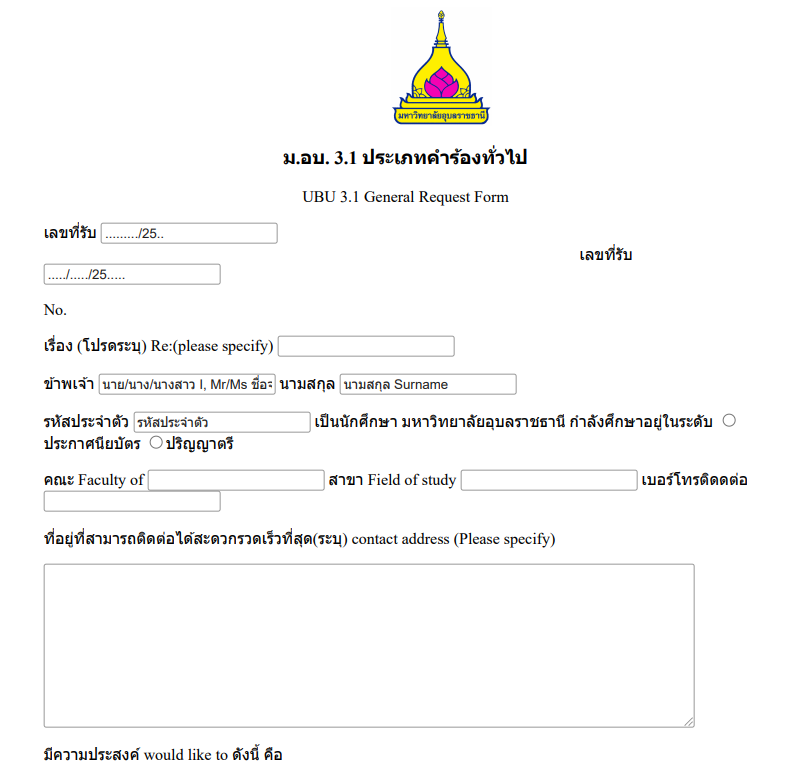 มหาวิทยาลัยอุบลราชธานี
ม.อบ. 3.1 ประเภทคำร้องทั่วไป
UBU 3.1 General Request Form
เลขที่รับ ........./25..
เลขที่รับ
...../...../25.....
No.
เรื่อง (โปรดระบุ) Re:(please specify)
ข้าพเจ้า นาย/นาง/นางสาว I, Mr/Ms ชื่อ นามสกุล นามสกุล Surname
รหัสประจำตัว รหัสประจำตัว เป็นนักศึกษา มหาวิทยาลัยอุบลราชธานี กำลังศึกษาอยู่ในระดับ
ประกาศนียบัตร ปริญญาตรี
คณะ Faculty of สาขา Field of study เบอร์โทรติดดต่อ
ที่อยู่ที่สามารถติดต่อได้สะดวกรวดเร็วที่สุด(ระบุ) contact address (Please specify)
มีความประสงค์ would like to ดังนี้ คือ